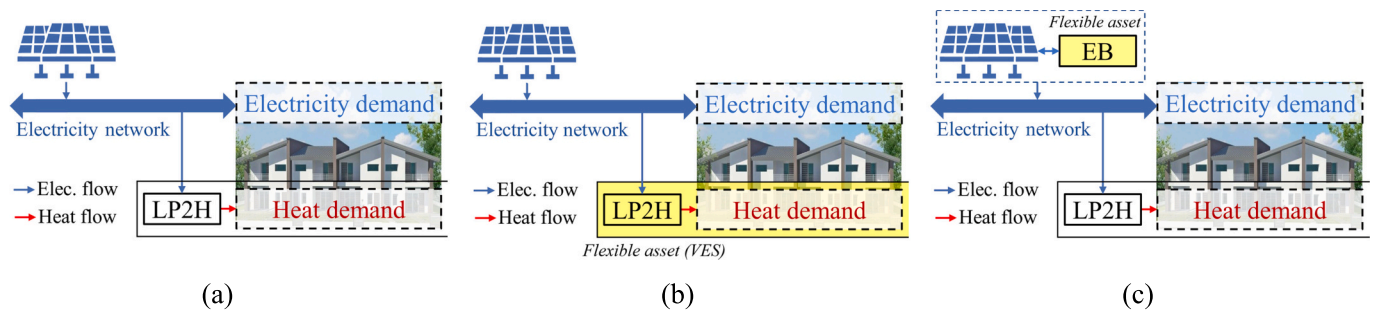 Electricity demand
Electricity network
Elec. flow
Heat flow
LP2H
Heat demand
(a)
Electricity demand
Electricity network
Elec. flow
Heat flow
LP2H
Heat demand
Flexible asset (VES)
(b)
Flexible asset
EB
Electricity demand
Electricity network
Elec. flow
Heat flow
LP2H
Heat demand
(c)